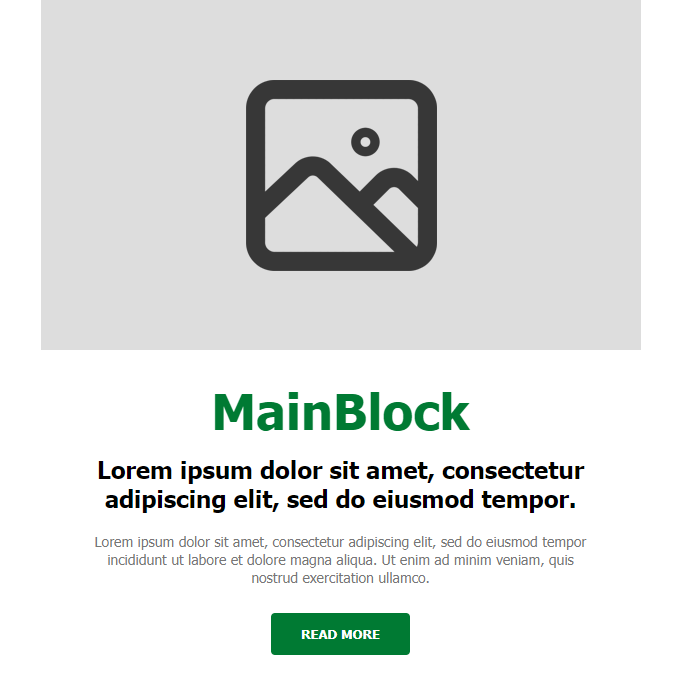 MainBlock
Lorem ipsum dolor sit amet, consectetur
adipiscing elit, sed do eiusmod tempor.
Lorem ipsum dolor sit amet, consectetur adipiscing elit, sed do eiusmod tempor
incididunt ut labore et dolore magna aliqua. Ut enim ad minim veniam, quis
nostrud exercitation ullamco.
READ MORE